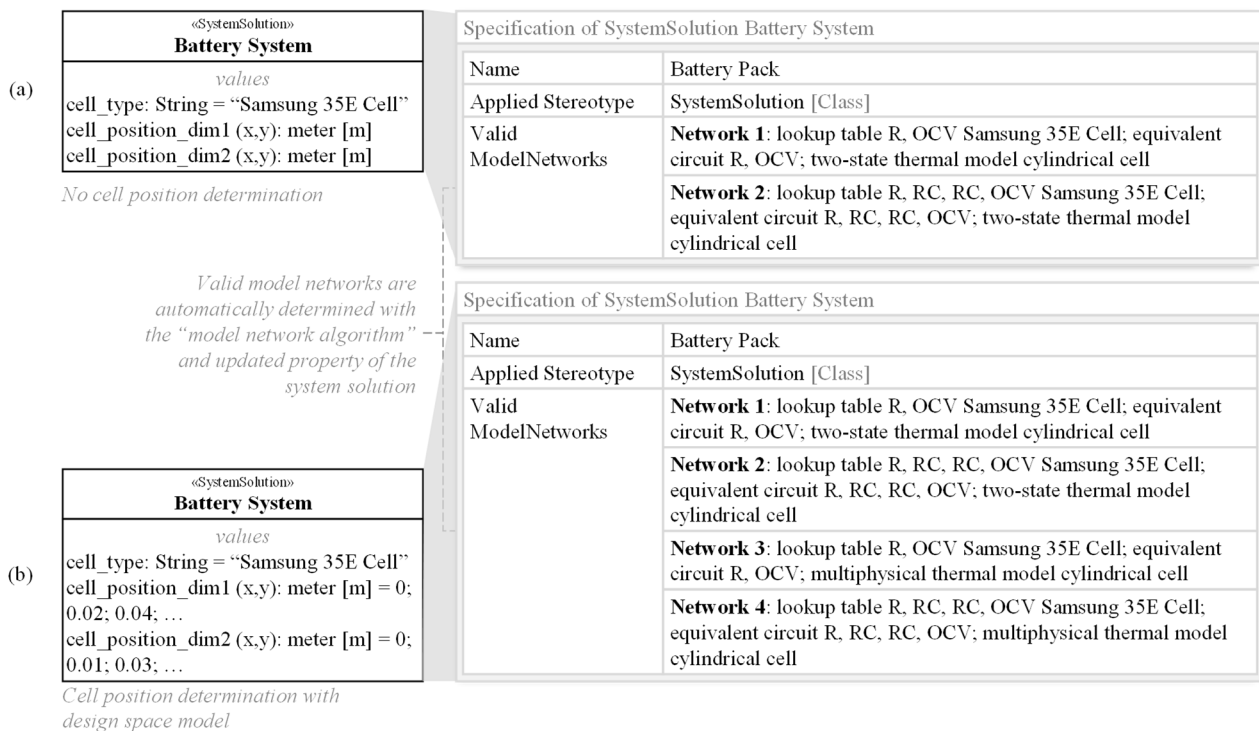 (a)
«SystemSolution»
Battery System
values
cell_type: String = “Samsung 35E Cell”
cell_position_dim1 (x,y): meter [m]
cell_position_dim2 (x,y): meter [m]
No cell position determination
Specification of SystemSolution Battery System
Name
Battery Pack
Applied Stereotype
SystemSolution [Class]
Valid
ModelNetworks
Network 1: lookup table R, OCV Samsung 35E Cell; equivalent
circuit R, OCV; two-state thermal model cylindrical cell
Network 2: lookup table R, RC, RC, OCV Samsung 35E Cell;
equivalent circuit R, RC, RC, OCV; two-state thermal model
cylindrical cell
Valid model networks are
automatically determined with
the “model network algorithm”
and updated property of the
system solution
Specification of SystemSolution Battery System
Name
Battery Pack
Applied Stereotype
SystemSolution [Class]
Valid
ModelNetworks
Network 1: lookup table R, OCV Samsung 35E Cell; equivalent
circuit R, OCV; two-state thermal model cylindrical cell
Network 2: lookup table R, RC, RC, OCV Samsung 35E Cell;
equivalent circuit R, RC, RC, OCV; two-state thermal model
cylindrical cell
Network 3: lookup table R, OCV Samsung 35E Cell; equivalent
circuit R, OCV; multiphysical thermal model cylindrical cell
Network 4: lookup table R, RC, RC, OCV Samsung 35E Cell;
equivalent circuit R, RC, RC, OCV; multiphysical thermal model
cylindrical cell
(b)
«SystemSolution»
Battery System
values
cell_type: String = “Samsung 35E Cell”
cell_position_dim1 (x,y): meter [m] = 0;
0.02; 0.04; …
cell_position_dim2 (x,y): meter [m] = 0;
0.01; 0.03; …
Cell position determination with
design space model